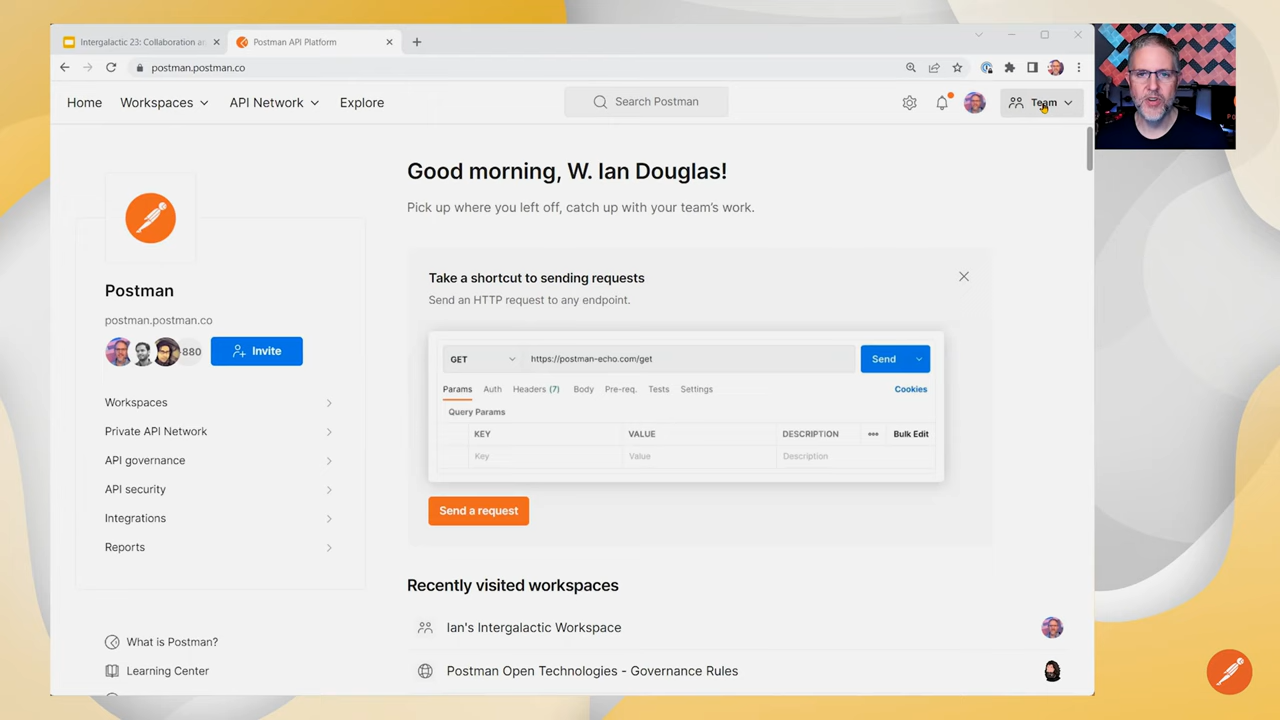 Intergalactic 23: Collaboration an
Postman API Platform
postman.postman.co
Home
Workspaces
API Network
Explore
Search Postman
Team
Good morning, W. Ian Douglas!
Pick up where you left off, catch up with your team's work.
Postman
postman.postman.co
880
Invite
Workspaces
Private API Network
API governance
API security
Integrations
Reports
What is Postman?
Learning Center
Take a shortcut to sending requests
Send an HTTP request to any endpoint.
GET
https://postman-echo.com/get
Send
Params
Auth
Headers (7)
Body
Pre-req.
Tests
Settings
Cookies
Query Params
KEY
VALUE
DESCRIPTION
Bulk Edit
Key
Value
Description
Send a request
Recently visited workspaces
Ian's Intergalactic Workspace
Postman Open Technologies - Governance Rules